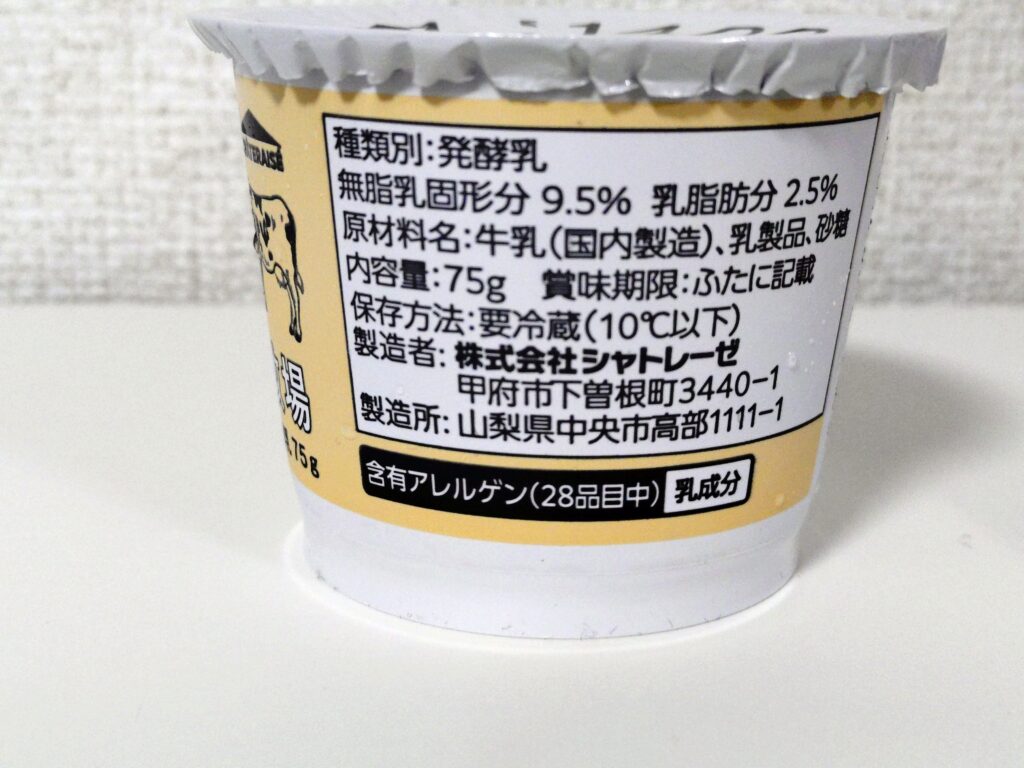 種類別:発酵乳
無脂乳固形分 9.5% 乳脂肪分 2.5%
原材料名:牛乳(国内製造)、乳製品、砂糖
内容量:75g 賞味期限:ふたに記載
保存方法:要冷蔵(10℃以下)
製造者:株式会社シャトレーゼ
甲府市下曽根町3440-1
製造所:山梨県中央市高部1111-1
含有アレルゲン(28品目中) 乳成分
場
75g